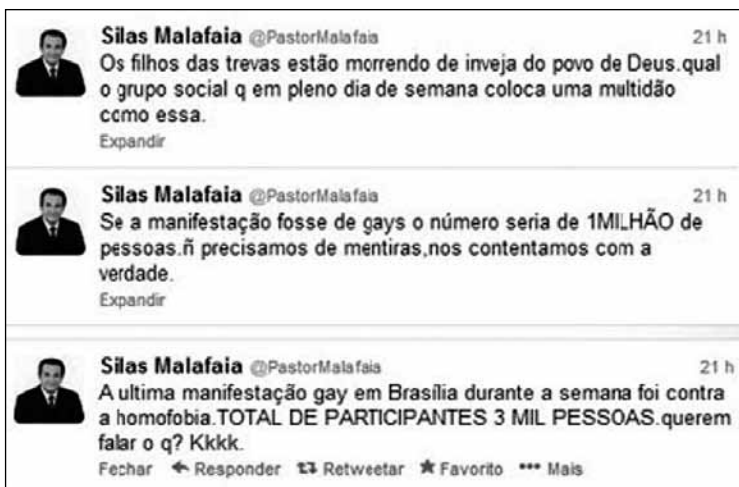 Silas Malafaia @PastorMalafaia 21 h
Os filhos das trevas estão morrendo de inveja do povo de Deus.qual
o grupo social q em pleno dia de semana coloca uma multidão
como essa.
Expandir
Silas Malafaia @PastorMalafaia 21 h
Se a manifestação fosse de gays o número seria de 1MILHÃO de
pessoas.ñ precisamos de mentiras,nos contentamos com a
verdade.
Expandir
Silas Malafaia @PastorMalafaia 21 h
A ultima manifestação gay em Brasília durante a semana foi contra
a homofobia.TOTAL DE PARTICIPANTES 3 MIL PESSOAS.querem
falar o q? Kkkk.
Fechar Responder Retweetar Favorito Mais